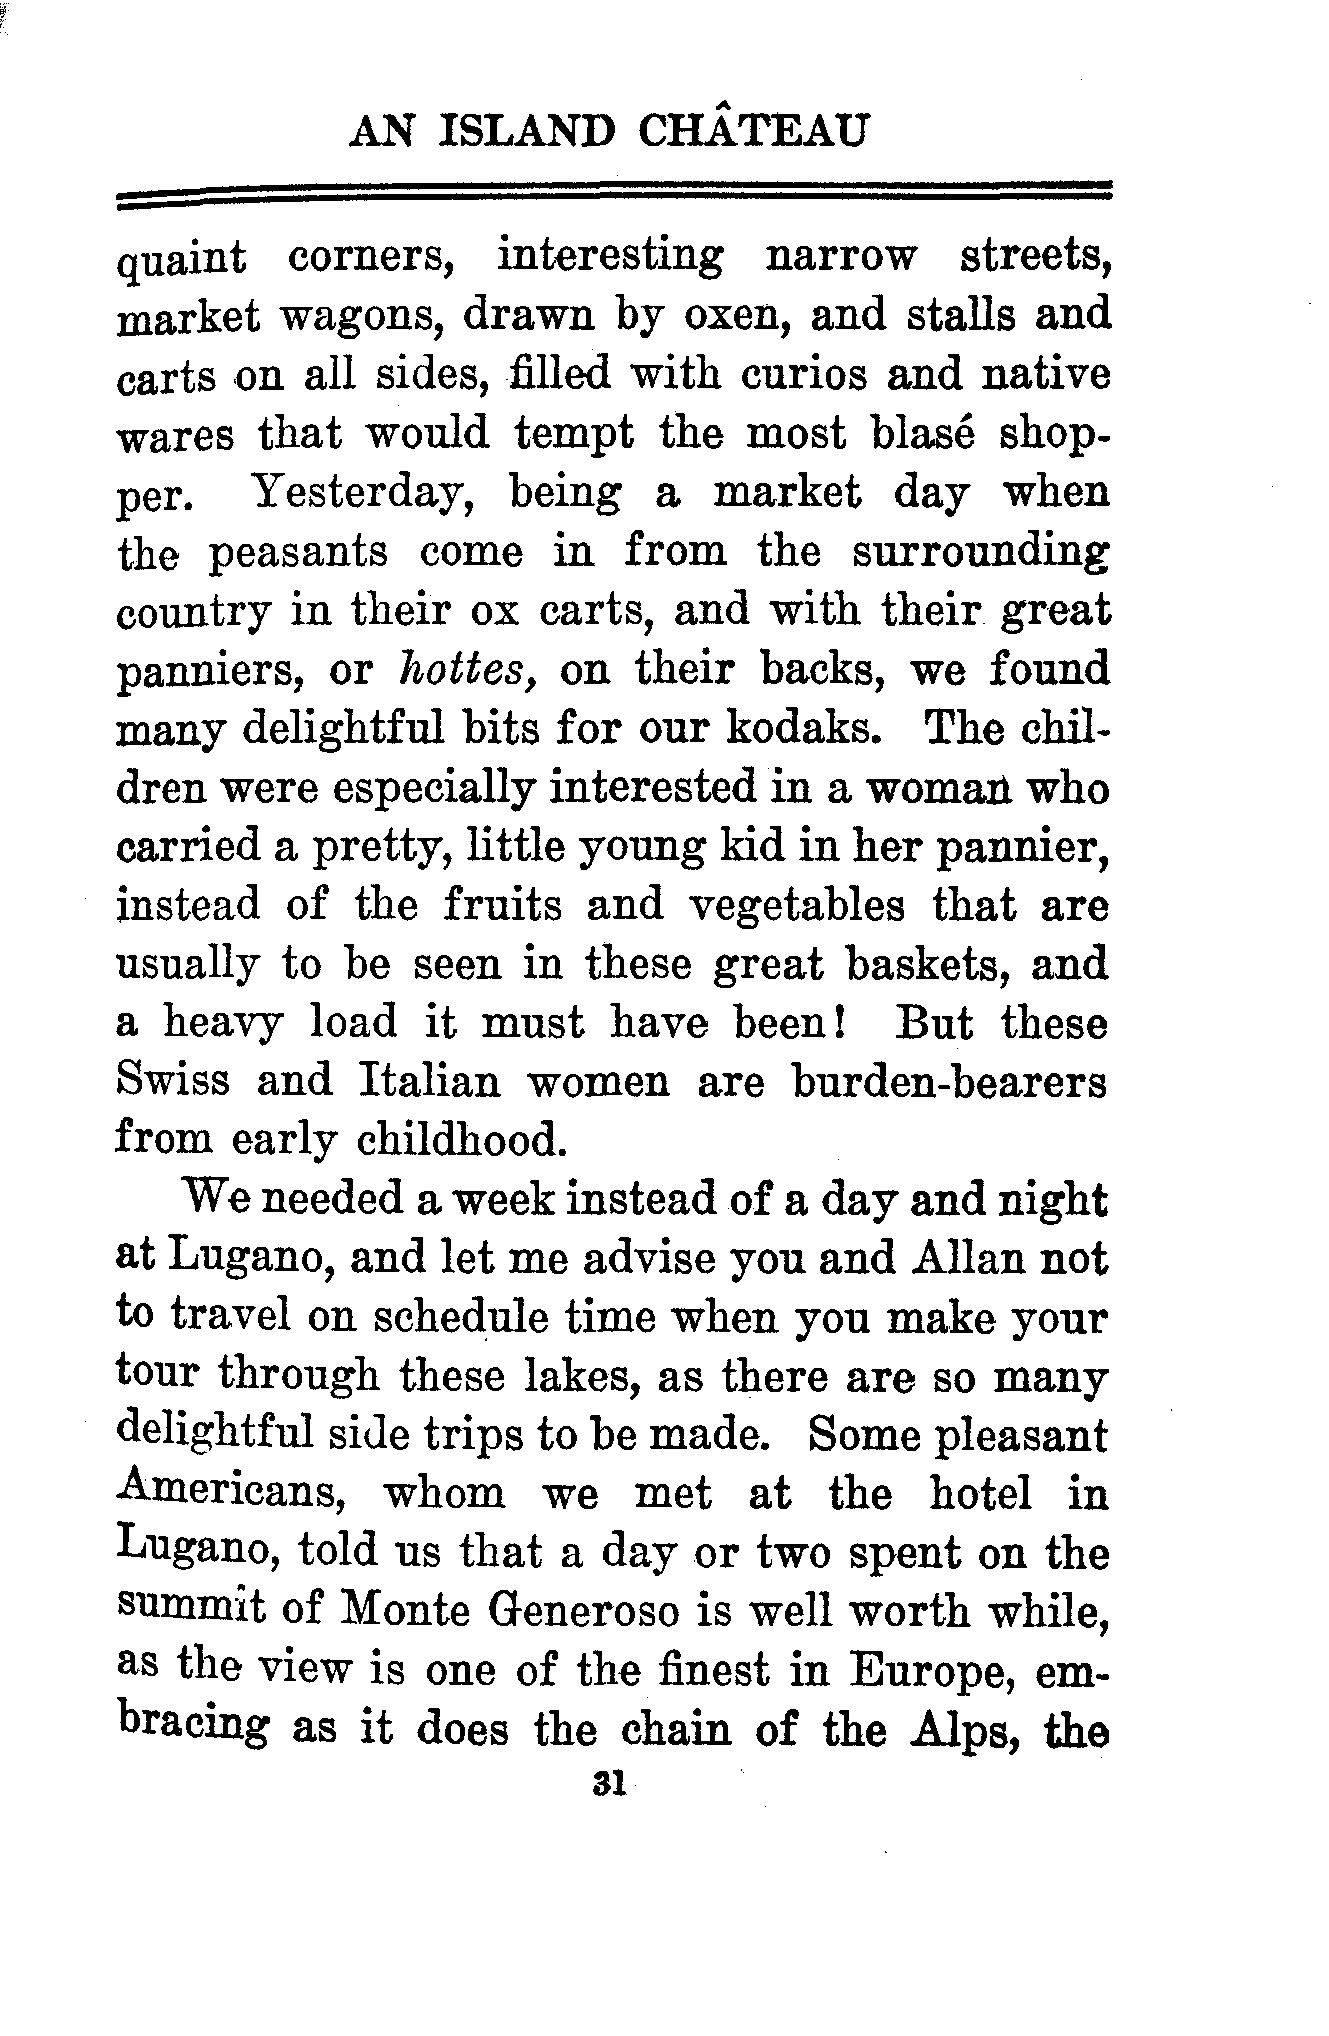 AN ISLAND CHÂTEAU
quaint corners, interesting narrow streets,
market wagons, drawn by oxen, and stalls and
carts on all sides, filled with curios and native
wares that would tempt the most blasé shop-
per. Yesterday, being a market day when
the peasants come in from the surrounding
country in their ox carts, and with their great
panniers, or hottes, on their backs, we found
many delightful bits for our kodaks. The chil-
dren were especially interested in a woman who
carried a pretty, little young kid in her pannier,
instead of the fruits and vegetables that are
usually to be seen in these great baskets, and
a heavy load it must have been! But these
Swiss and Italian women are burden-bearers
from early childhood.
We needed a week instead of a day and night
at Lugano, and let me advise you and Allan not
to travel on schedule time when you make your
tour through these lakes, as there are so many
delightful side trips to be made. Some pleasant
Americans, whom we met at the hotel in
Lugano, told us that a day or two spent on the
summit of Monte Generoso is well worth while,
as the view is one of the finest in Europe, em-
bracing as it does the chain of the Alps, the
31